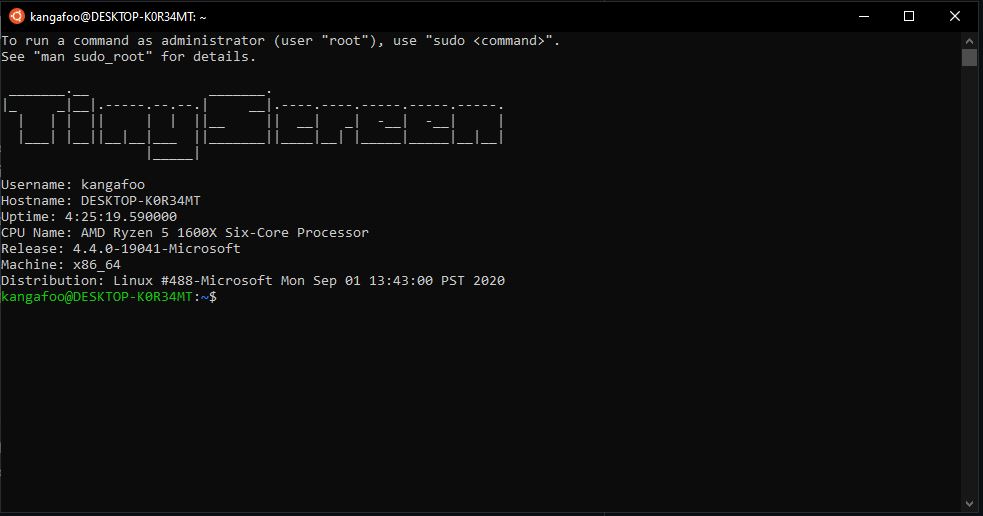 kangafoo@DESKTOP-K0R34MT: ~
To run a command as administrator (user "root"), use "sudo <command>".
See "man sudo_root" for details.
TinyScreen
Username: kangafoo
Hostname: DESKTOP-K0R34MT
Uptime: 4:25:19.590000
CPU Name: AMD Ryzen 5 1600X Six-Core Processor
Release: 4.4.0-19041-Microsoft
Machine: x86_64
Distribution: Linux #488-Microsoft Mon Sep 01 13:43:00 PST 2020
kangafoo@DESKTOP-K0R34MT:~$